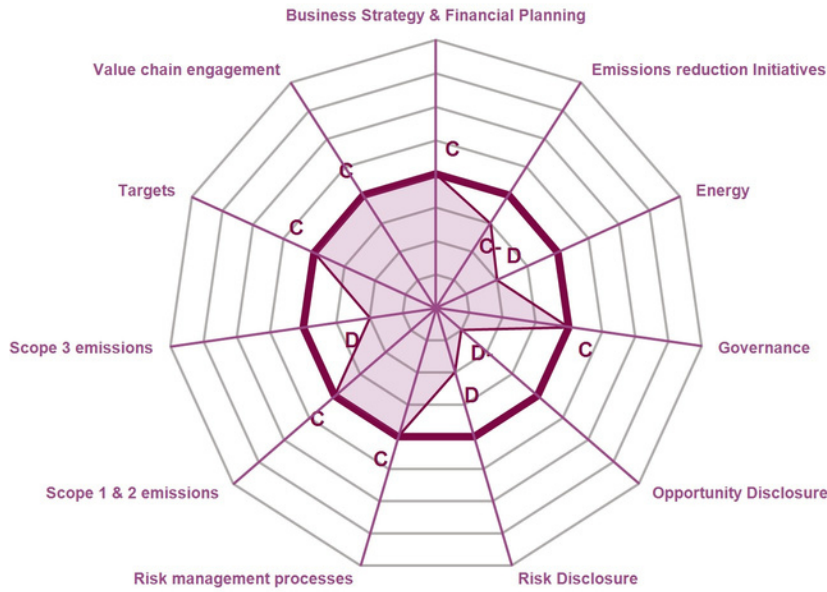 Business Strategy & Financial Planning
Value chain engagement
Emissions reduction Initiatives
C
C
Targets
Energy
C
C-
D
Scope 3 emissions
D
C
Governance
D-
D
C
C
Scope 1 & 2 emissions
Opportunity Disclosure
Risk management processes
Risk Disclosure